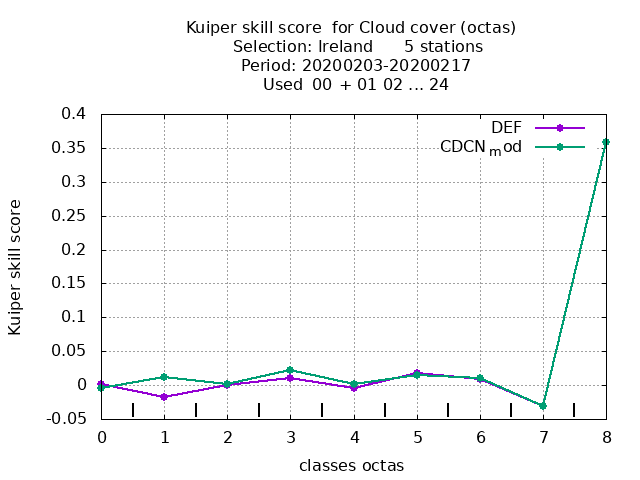 Kuiper skill score  for Cloud cover (octas)
Selection: Ireland      5 stations
Period: 20200203-20200217
Used  00 + 01 02 ... 24
DEF
CDCN_mod
0.4
0.35
0.3
0.25
0.2
0.15
0.1
0.05
0
-0.05
0 1 2 3 4 5 6 7 8
Kuiper skill score
classes octas